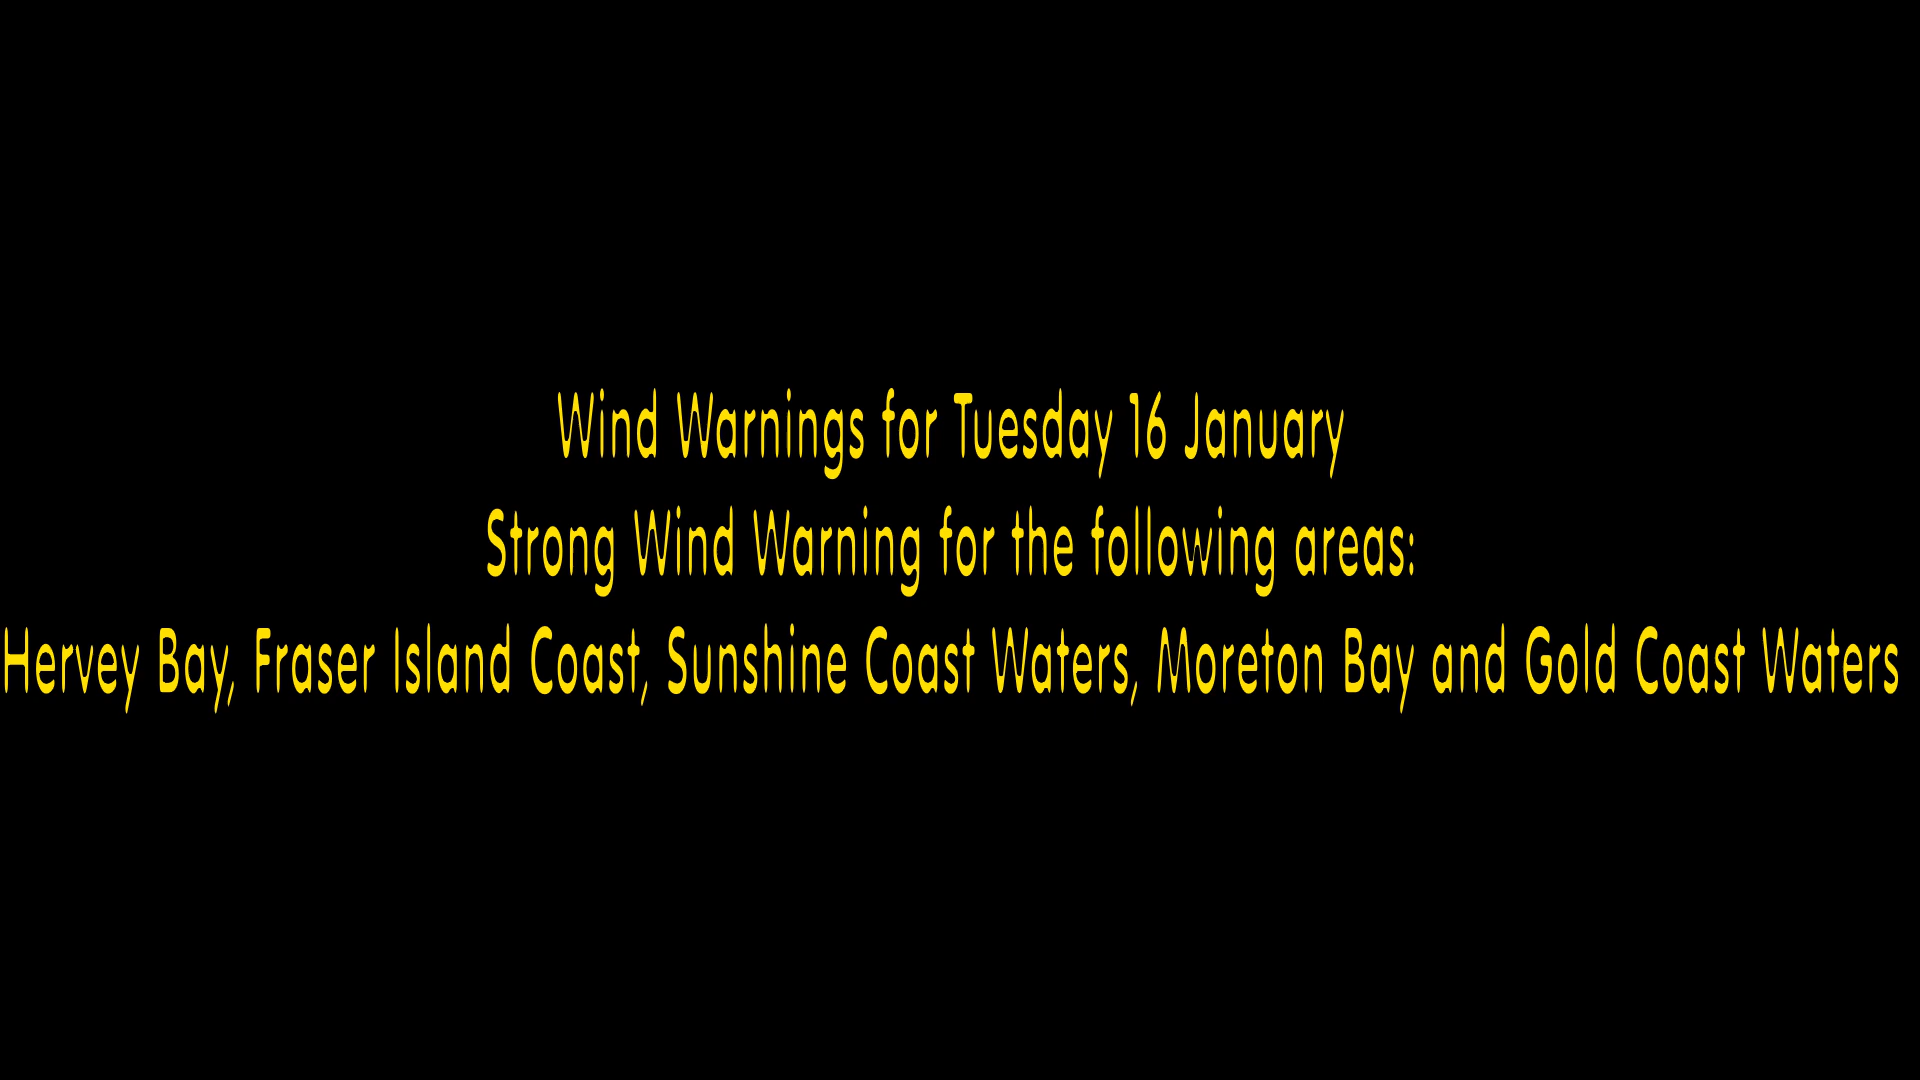 Wind Warnings for Tuesday 16 January
Strong Wind Warning for the following areas:
Hervey Bay, Fraser Island Coast, Sunshine Coast Waters, Moreton Bay and Gold Coast Waters